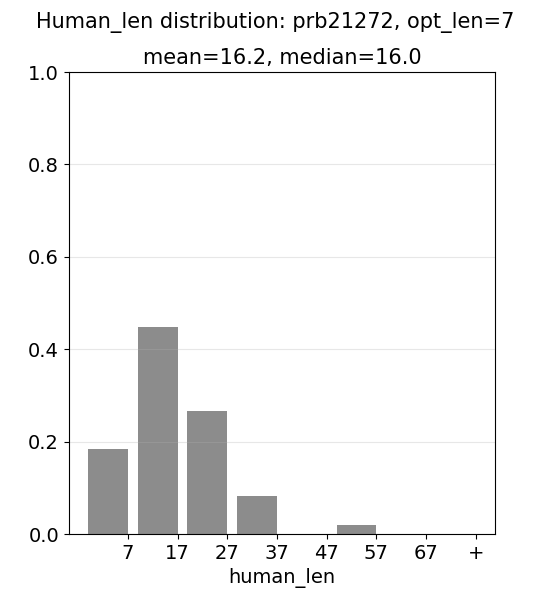 Human_len distribution: prb21272, opt_len=7
mean=16.2, median=16.0
1.0
0.8
0.6
0.4
0.2
0.0
7 17 27 37 47 57 67 +
human_len